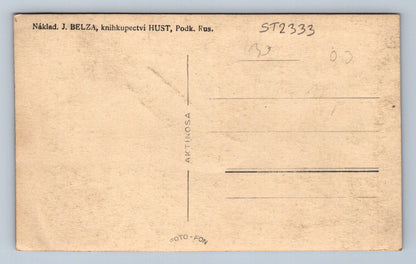 Náklad. J. BELZA, knihkupectví HUST, Podk. Rus.
ST2333
AKTINOSA
FOTO-FON